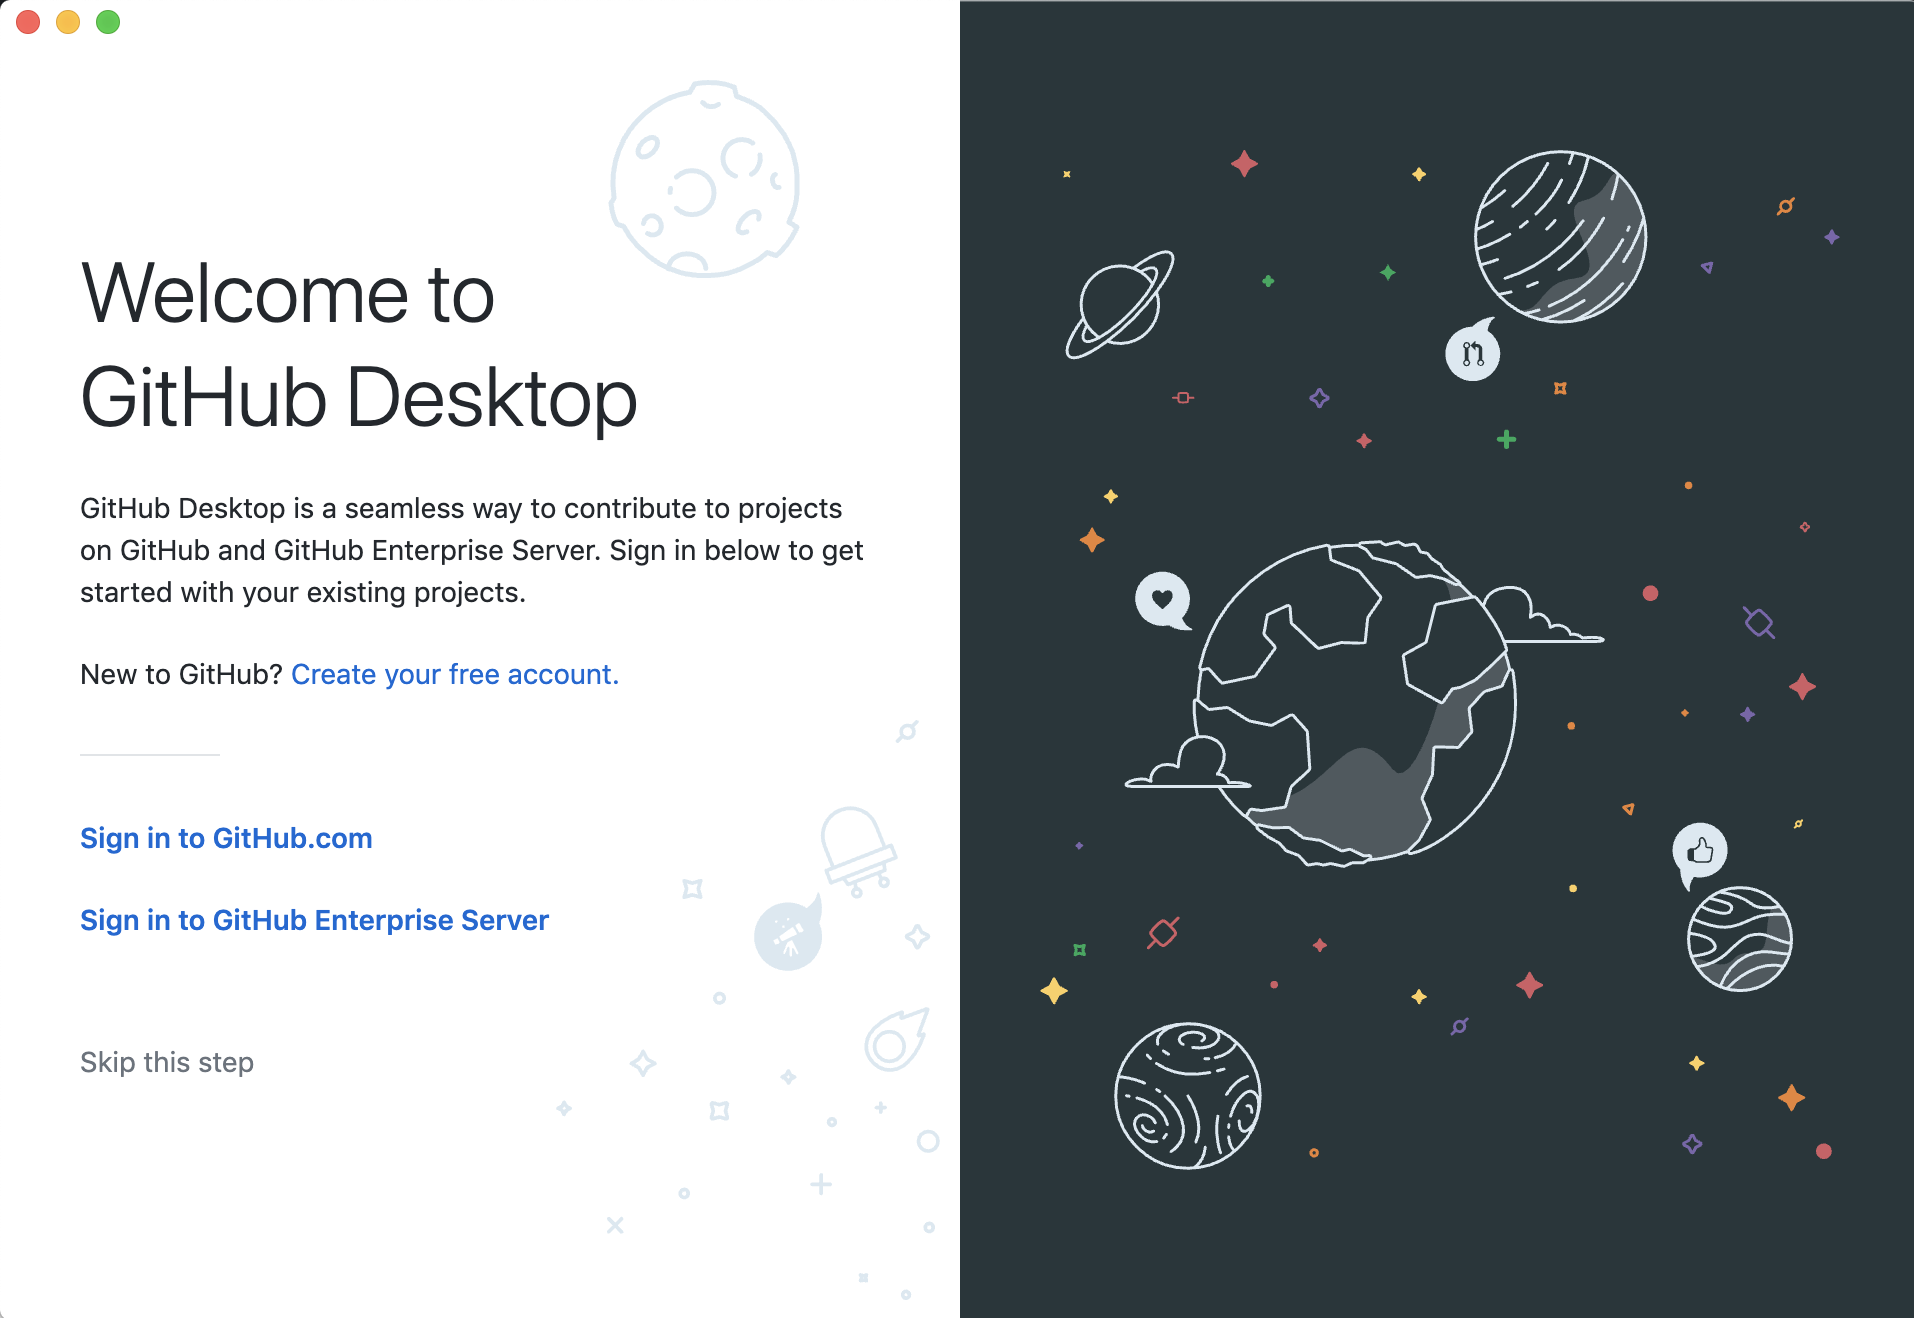 Welcome to
GitHub Desktop
GitHub Desktop is a seamless way to contribute to projects
on GitHub and GitHub Enterprise Server. Sign in below to get
started with your existing projects.
New to GitHub? Create your free account.
Sign in to GitHub.com
Sign in to GitHub Enterprise Server
Skip this step